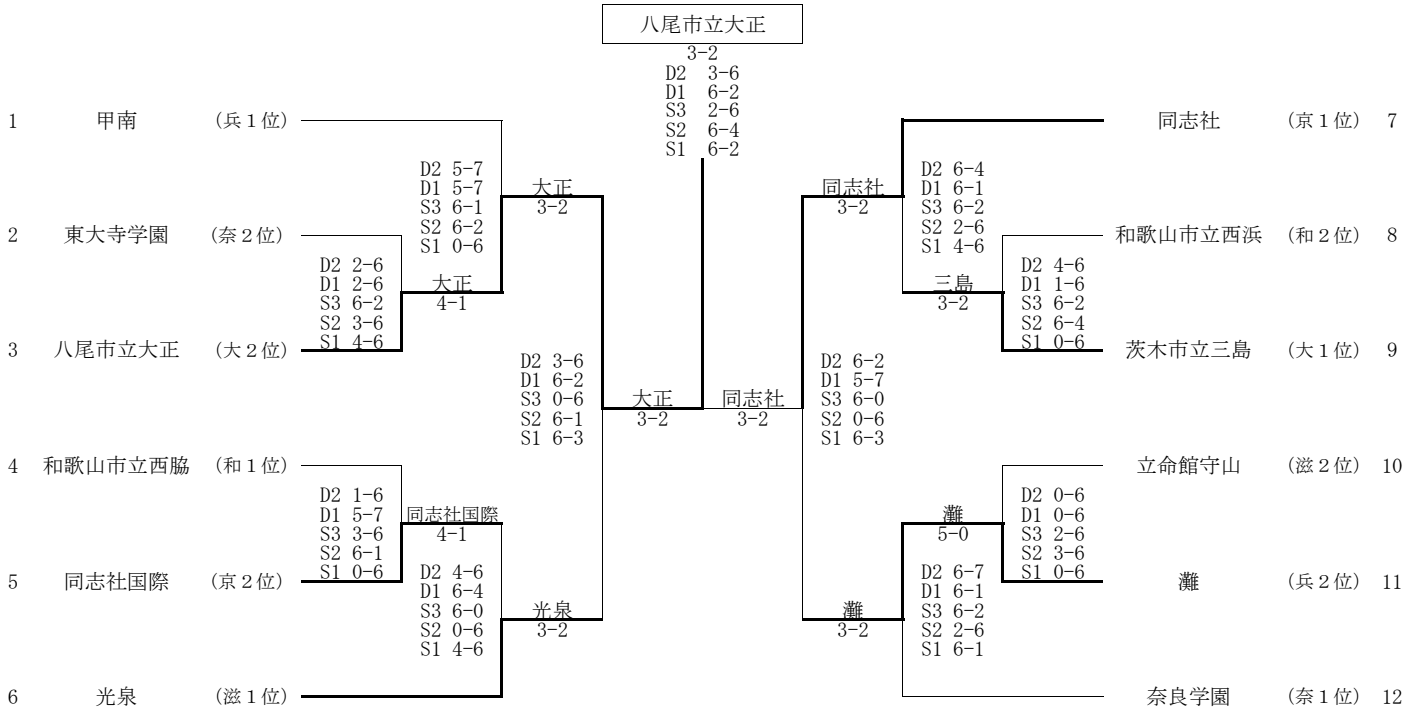 八尾市立大正
3-2
D2 3-6
D1 6-2
S3 2-6
S2 6-4
S1 6-2
1 甲南 (兵1位)
D2 5-7
D1 5-7
S3 6-1
S2 6-2
S1 0-6
大正
3-2
2 東大寺学園 (奈2位)
D2 2-6
D1 2-6
S3 6-2
S2 3-6
S1 4-6
大正
4-1
3 八尾市立大正 (大2位)
D2 3-6
D1 6-2
S3 0-6
S2 6-1
S1 6-3
大正
3-2
4 和歌山市立西脇 (和1位)
D2 1-6
D1 5-7
S3 3-6
S2 6-1
S1 0-6
同志社国際
4-1
5 同志社国際 (京2位)
D2 4-6
D1 6-4
S3 6-0
S2 0-6
S1 4-6
光泉
3-2
6 光泉 (滋1位)
同志社 (京1位) 7
同志社
3-2
D2 6-4
D1 6-1
S3 6-2
S2 2-6
S1 4-6
和歌山市立西浜 (和2位) 8
三島
3-2
D2 4-6
D1 1-6
S3 6-2
S2 6-4
S1 0-6
茨木市立三島 (大1位) 9
同志社
3-2
D2 6-2
D1 5-7
S3 6-0
S2 0-6
S1 6-3
立命館守山 (滋2位) 10
灘
5-0
D2 0-6
D1 0-6
S3 2-6
S2 3-6
S1 0-6
灘 (兵2位) 11
灘
3-2
D2 6-7
D1 6-1
S3 6-2
S2 2-6
S1 6-1
奈良学園 (奈1位) 12